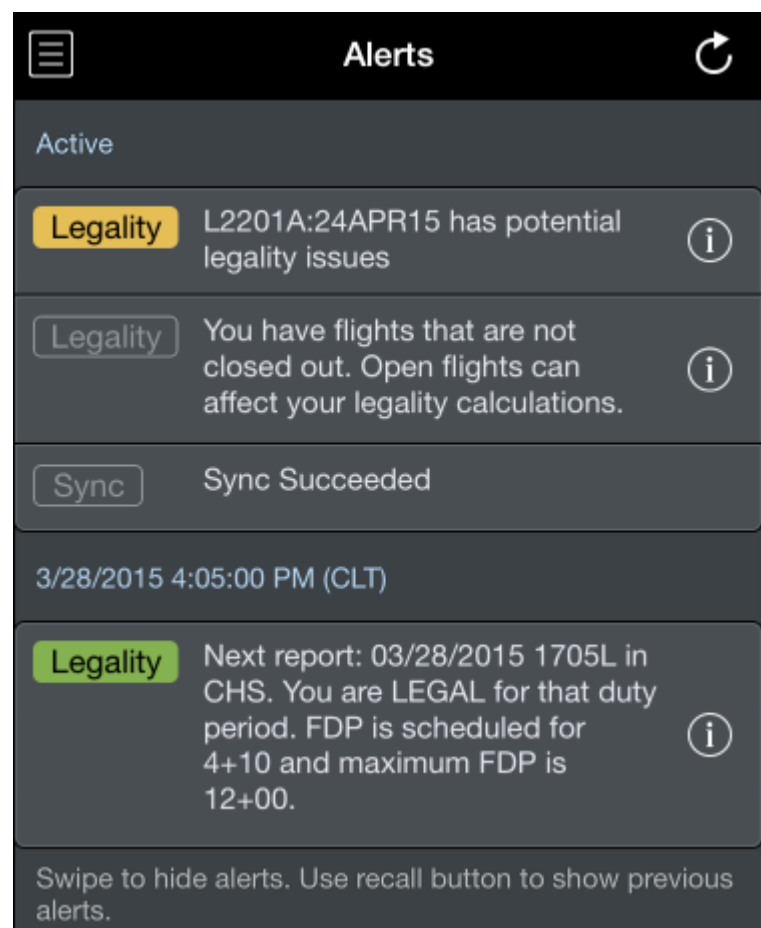 Alerts
Active
Legality
L2201A:24APR15 has potential
legality issues
Legality
You have flights that are not
closed out. Open flights can
affect your legality calculations.
Sync
Sync Succeeded
3/28/2015 4:05:00 PM (CLT)
Legality
Next report: 03/28/2015 1705L in
CHS. You are LEGAL for that duty
period. FDP is scheduled for
4+10 and maximum FDP is
12+00.
Swipe to hide alerts. Use recall button to show previous
alerts.